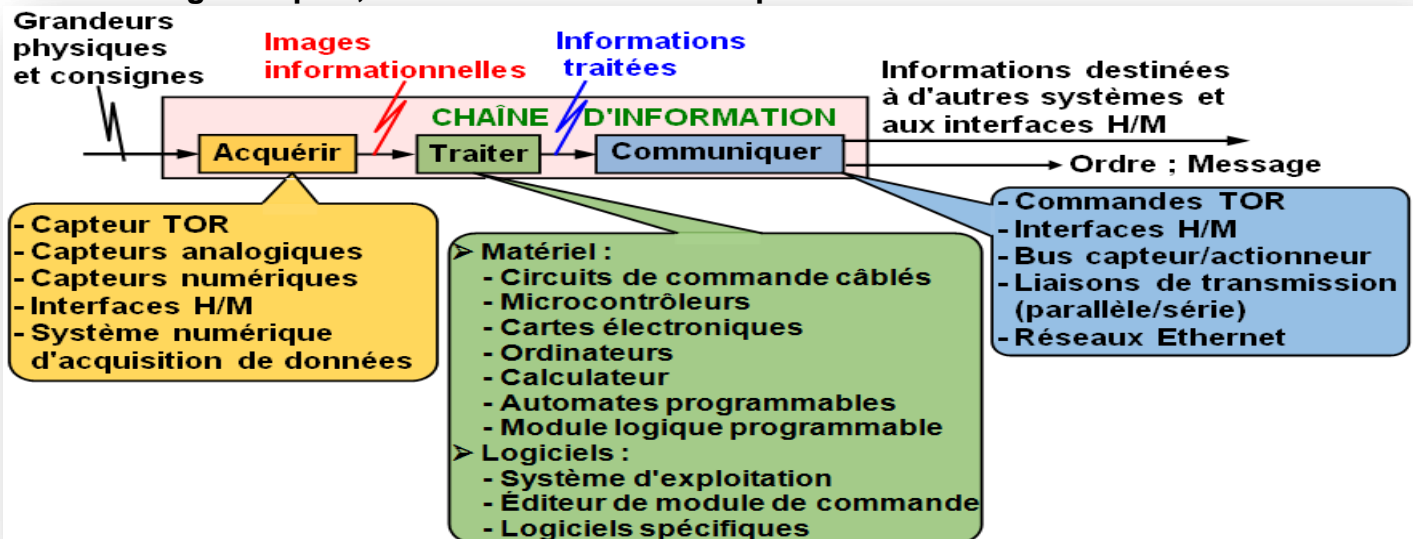 Grandeurs
physiques
et consignes
Images
informationnelles
Informations
traitées
Informations destinées
à d'autres systèmes et
aux interfaces H/M
CHAÎNE D'INFORMATION
Acquérir
Traiter
Communiquer
Ordre ; Message
- Capteur TOR
- Capteurs analogiques
- Capteurs numériques
- Interfaces H/M
- Système numérique
d'acquisition de données
➢ Matériel :
- Circuits de commande câblés
- Microcontrôleurs
- Cartes électroniques
- Ordinateurs
- Calculateur
- Automates programmables
- Module logique programmable
➢ Logiciels :
- Système d'exploitation
- Éditeur de module de commande
- Logiciels spécifiques
- Commandes TOR
- Interfaces H/M
- Bus capteur/actionneur
- Liaisons de transmission
(parallèle/série)
- Réseaux Ethernet